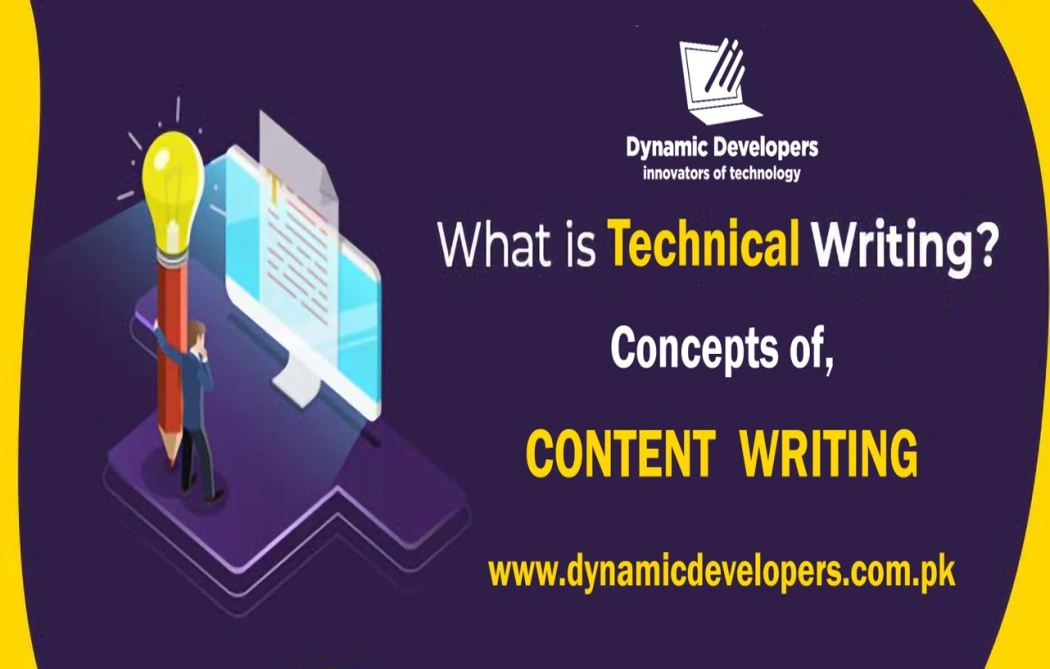 Dynamic Developers
innovators of technology
What is Technical Writing?
Concepts of,
CONTENT WRITING
www.dynamicdevelopers.com.pk
T